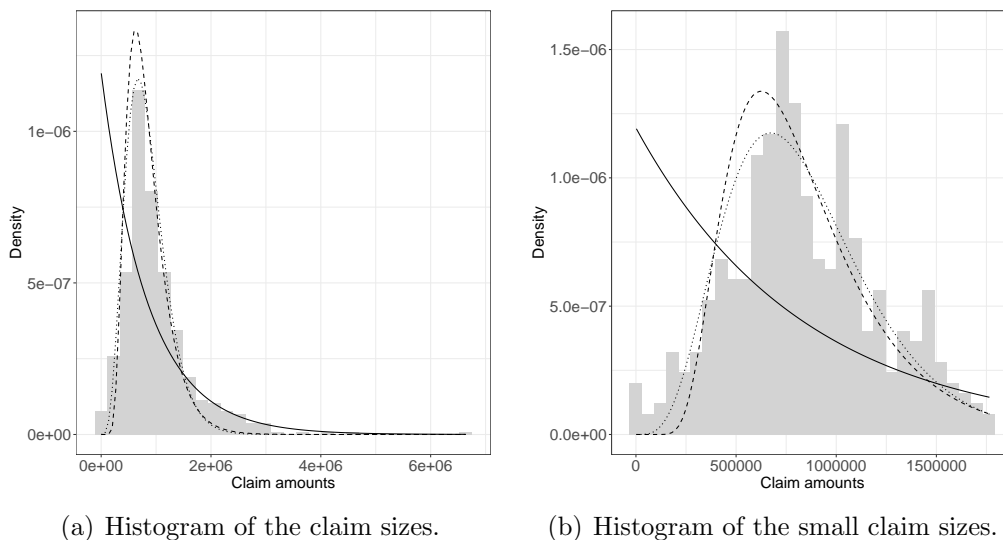 1e−06
5e−07
0e+00
0e+00 2e+06 4e+06 6e+06
Claim amounts
Density
(a) Histogram of the claim sizes.
1.5e−06
1.0e−06
5.0e−07
0.0e+00
0 500000 1000000 1500000
Claim amounts
Density
(b) Histogram of the small claim sizes.